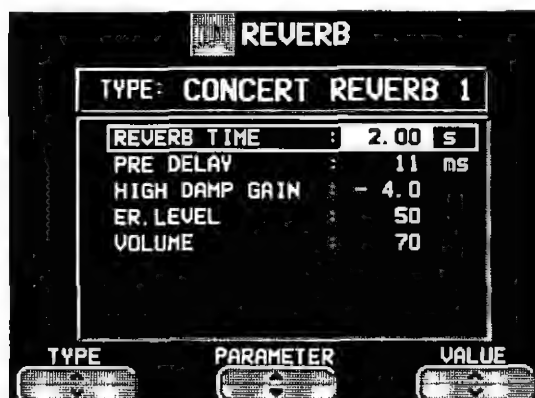 REVERB
TYPE: CONCERT REVERB 1
REVERB TIME : 2.00 s
PRE DELAY : 11 ms
HIGH DAMP GAIN : - 4.0
ER.LEVEL : 50
VOLUME : 70
TYPE PARAMETER VALUE